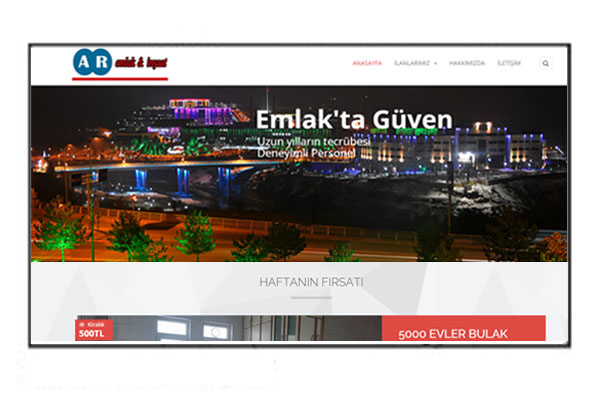 AR emlak & inşaat
ANASAYFA İLANLARIMIZ HAKKIMIZDA İLETİŞİM
Emlak'ta Güven
Uzun yılların tecrübesi
Deneyimli Personel
HAFTANIN FIRSATI
Kiralık
500TL
5000 EVLER BULAK